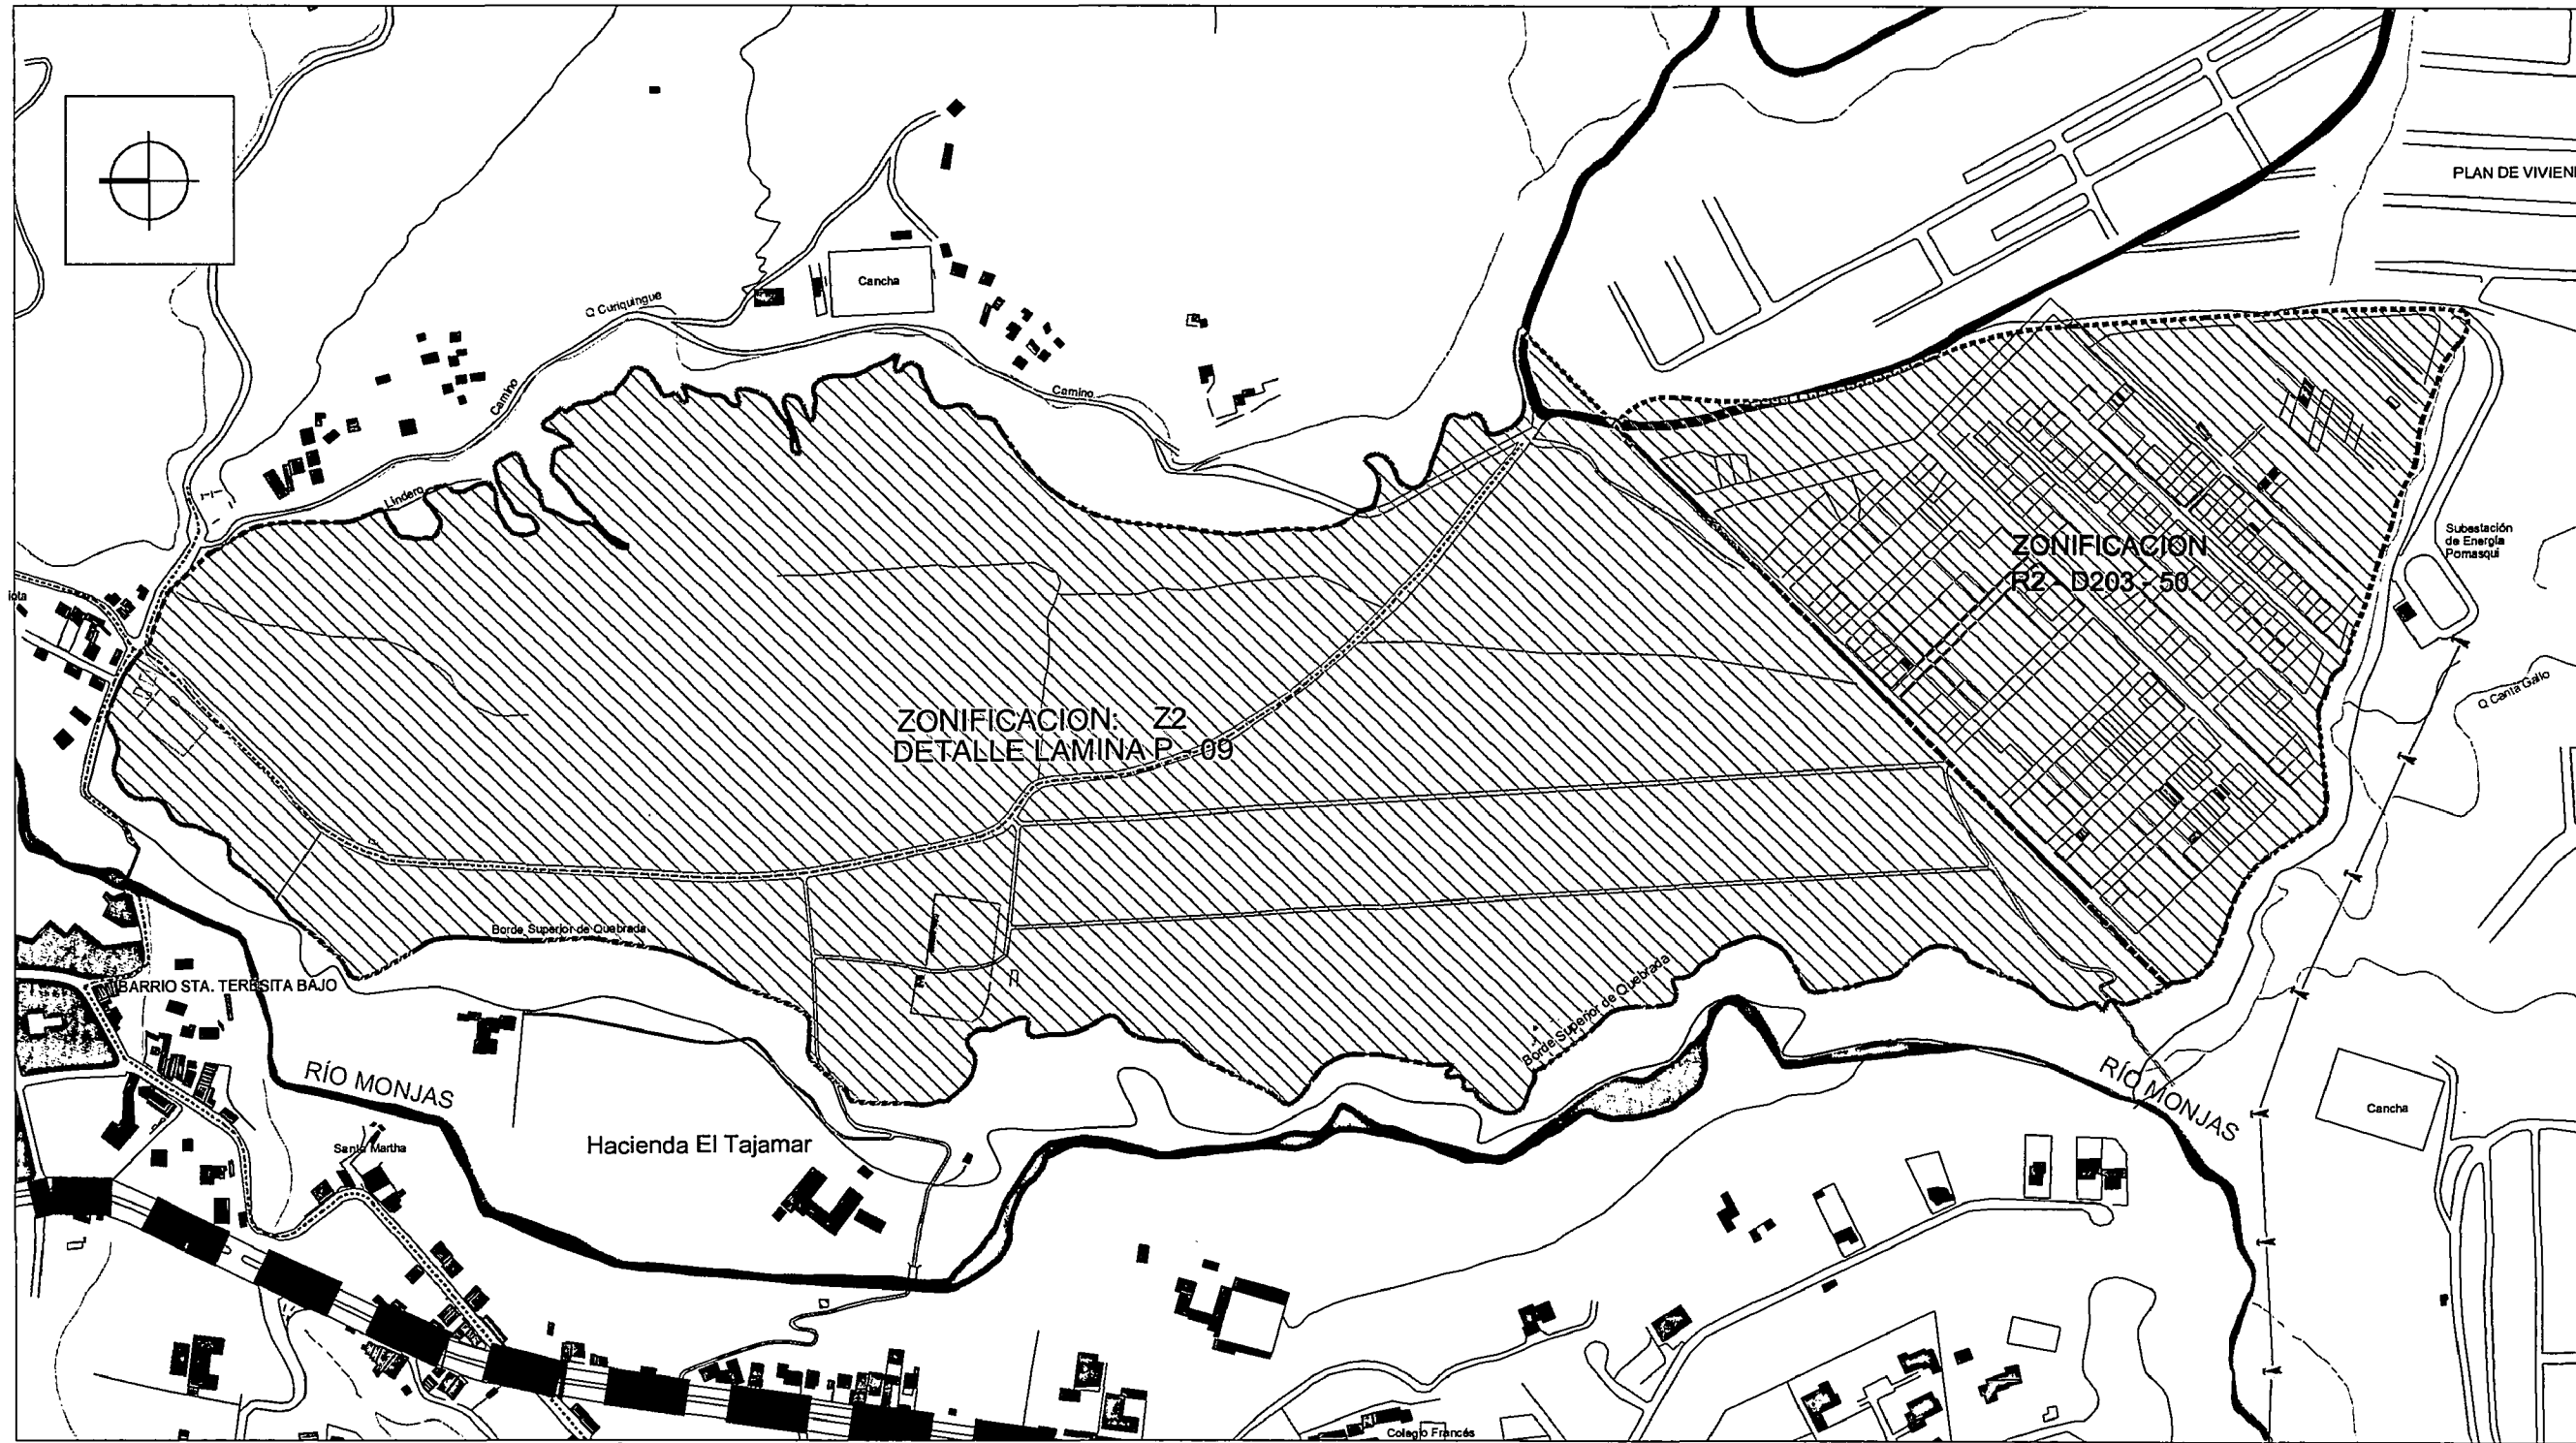 PLAN DE VIVIEN
Cancha
Q Curiquingue
Camino
Camino
Lindero
Subestación
de Energía
Pomasqui
ZONIFICACION
R2 - D203 - 50
iola
Q Canta Gallo
ZONIFICACION: Z2
DETALLE LAMINA P - 09
Borde Superior de Quebrada
Borde Superior de Quebrada
BARRIO STA. TERESITA BAJO
RÍO MONJAS
RÍO MONJAS
Cancha
Hacienda El Tajamar
Santa Martha
Colegio Francés